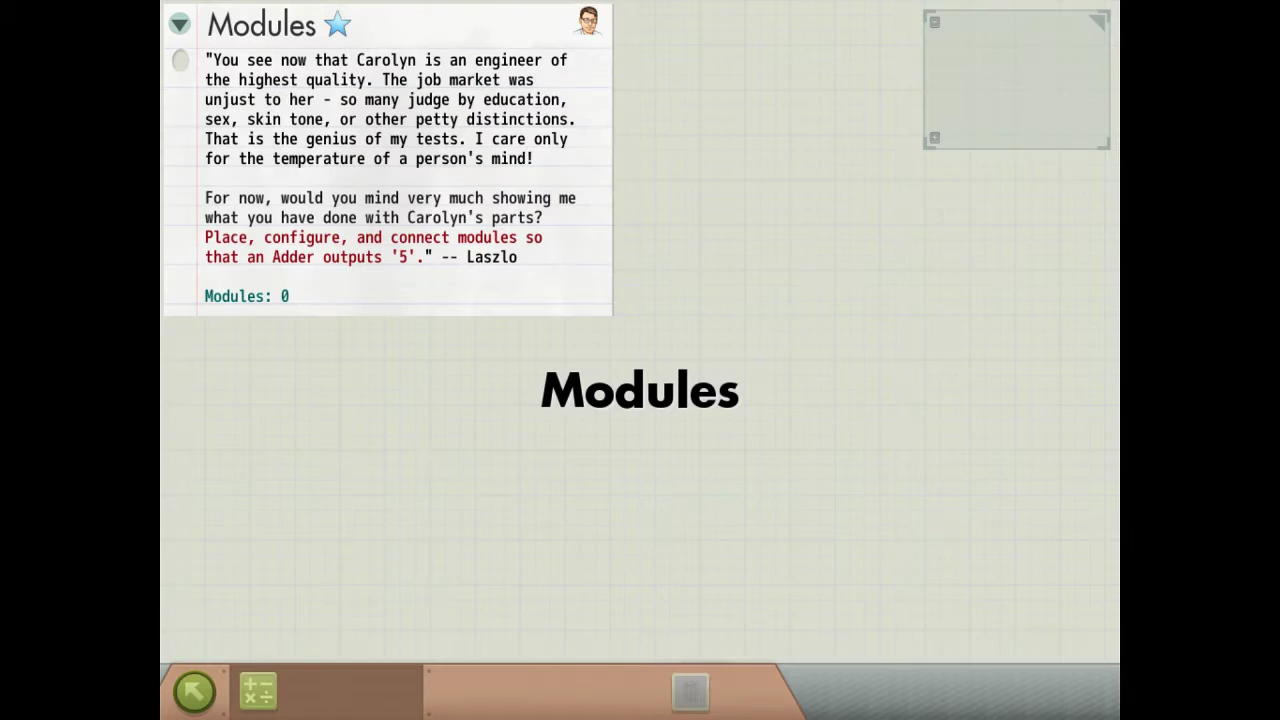 Modules
"You see now that Carolyn is an engineer of
the highest quality. The job market was
unjust to her - so many judge by education,
sex, skin tone, or other petty distinctions.
That is the genius of my tests. I care only
for the temperature of a person's mind!
For now, would you mind very much showing me
what you have done with Carolyn's parts?
Place, configure, and connect modules so
that an Adder outputs '5'." -- Laszlo
Modules: 0
Modules